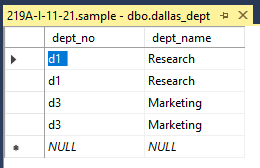 219A-I-11-21.sample - dbo.dallas_dept
dept_no dept_name
d1 Research
d1 Research
d3 Marketing
d3 Marketing
NULL NULL